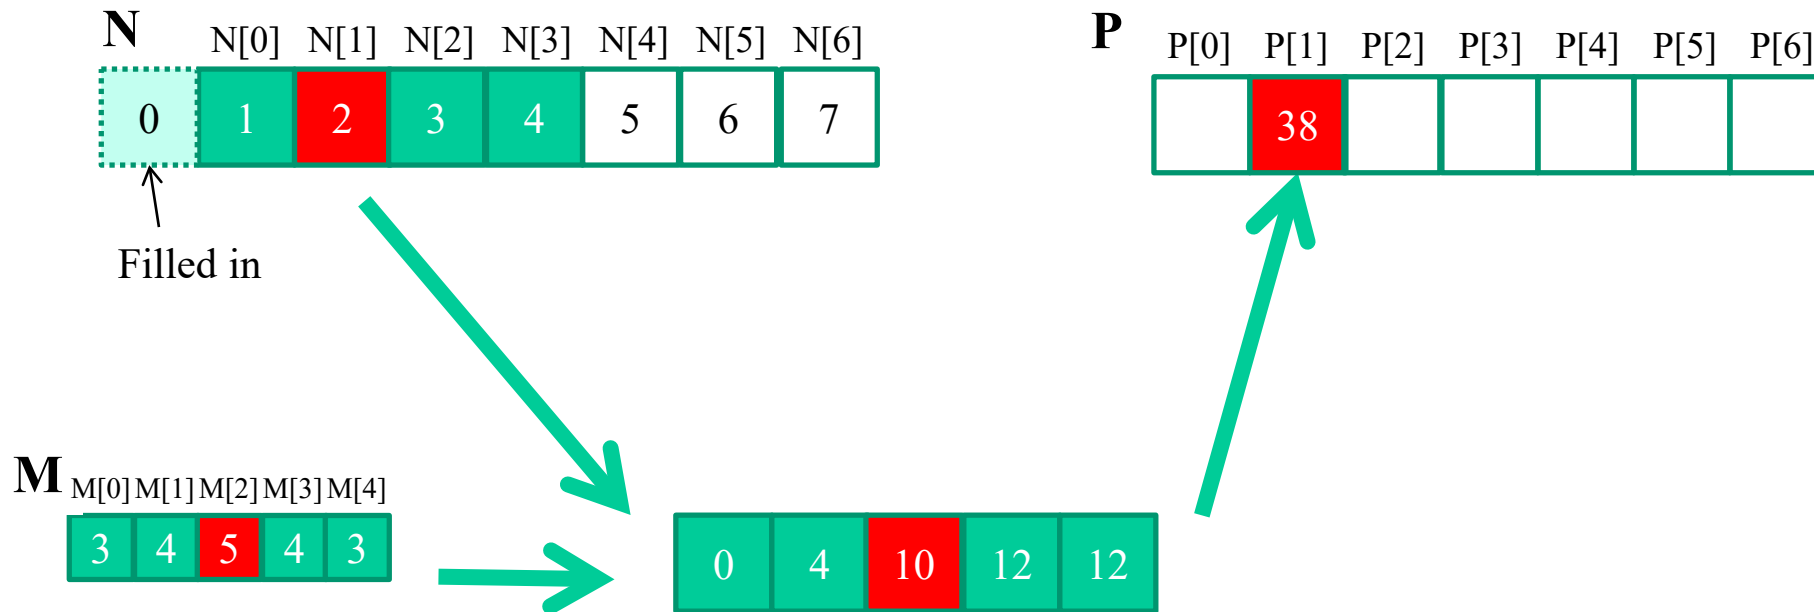 N
N[0] N[1] N[2] N[3] N[4] N[5] N[6]
0 1 2 3 4 5 6 7
Filled in
P
P[0] P[1] P[2] P[3] P[4] P[5] P[6]
38
M
M[0] M[1] M[2] M[3] M[4]
3 4 5 4 3
0 4 10 12 12